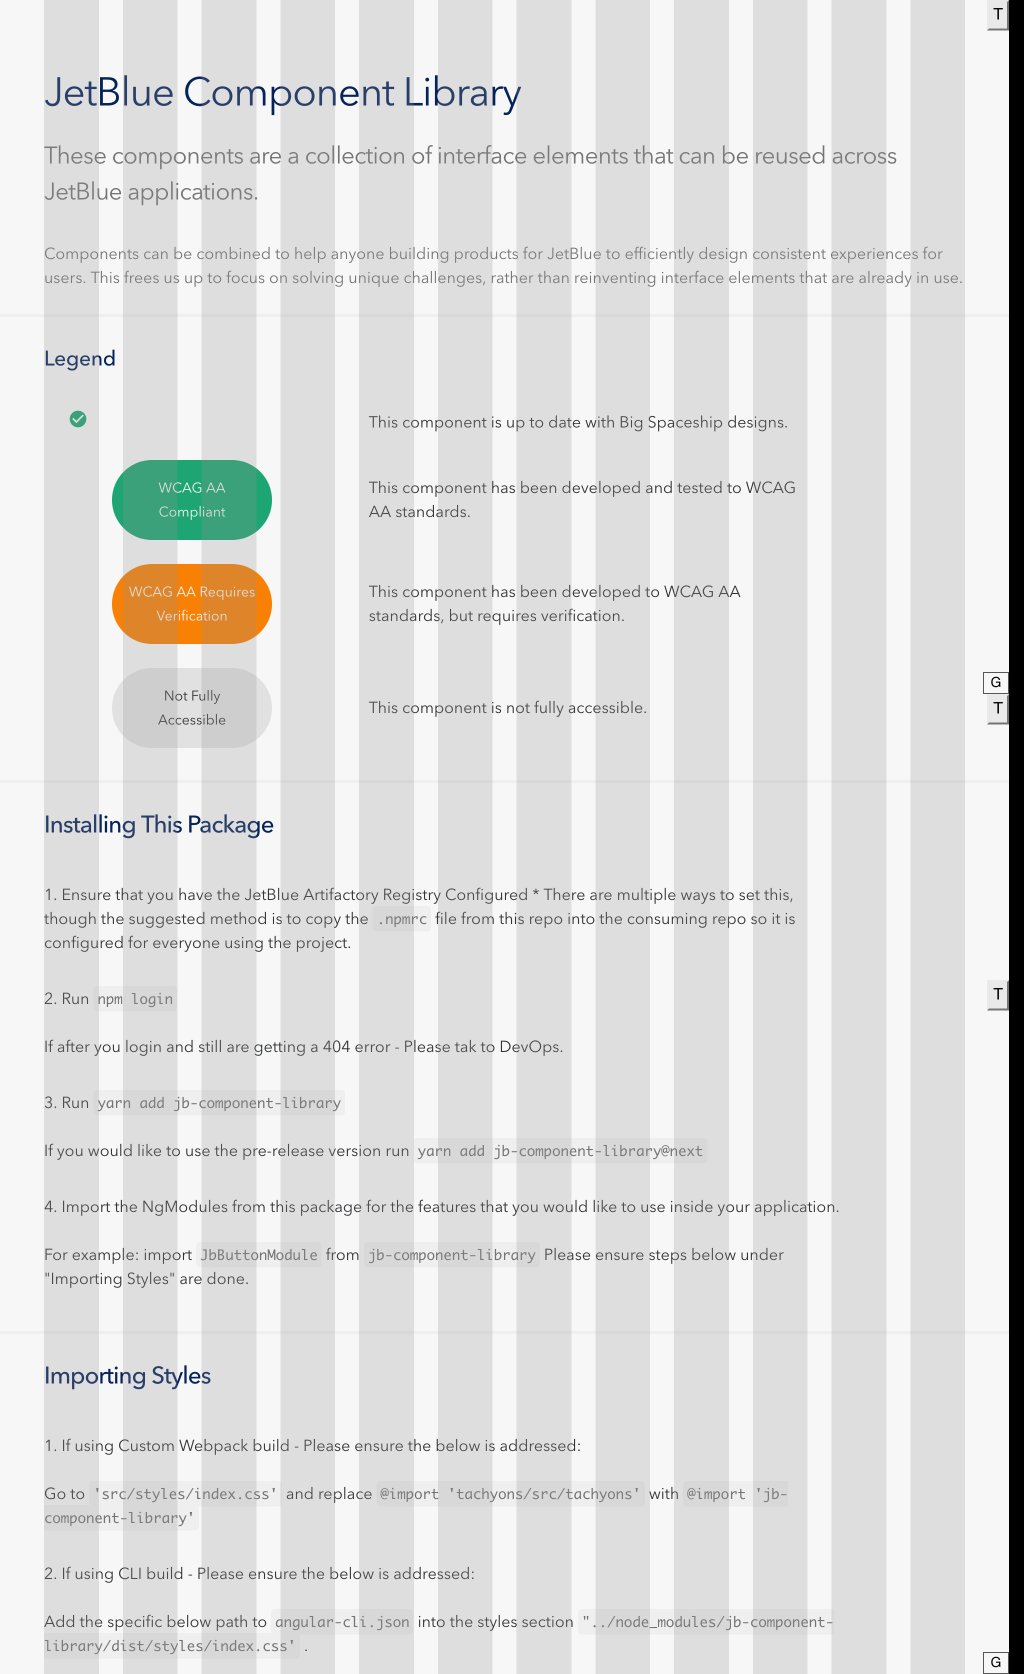 T
JetBlue Component Library
These components are a collection of interface elements that can be reused across
JetBlue applications.
Components can be combined to help anyone building products for JetBlue to efficiently design consistent experiences for
users. This frees us up to focus on solving unique challenges, rather than reinventing interface elements that are already in use.
Legend
This component is up to date with Big Spaceship designs.
WCAG AA
Compliant
This component has been developed and tested to WCAG
AA standards.
WCAG AA Requires
Verification
This component has been developed to WCAG AA
standards, but requires verification.
G
Not Fully
Accessible
This component is not fully accessible.
T
Installing This Package
1. Ensure that you have the JetBlue Artifactory Registry Configured * There are multiple ways to set this,
though the suggested method is to copy the .npmrc file from this repo into the consuming repo so it is
configured for everyone using the project.
2. Run npm login
T
If after you login and still are getting a 404 error - Please tak to DevOps.
3. Run yarn add jb-component-library
If you would like to use the pre-release version run yarn add jb-component-library@next
4. Import the NgModules from this package for the features that you would like to use inside your application.
For example: import JbButtonModule from jb-component-library Please ensure steps below under
"Importing Styles" are done.
Importing Styles
1. If using Custom Webpack build - Please ensure the below is addressed:
Go to 'src/styles/index.css' and replace @import 'tachyons/src/tachyons' with @import 'jb-
component-library'
2. If using CLI build - Please ensure the below is addressed:
Add the specific below path to angular-cli.json into the styles section "../node_modules/jb-component-
library/dist/styles/index.css' .
G